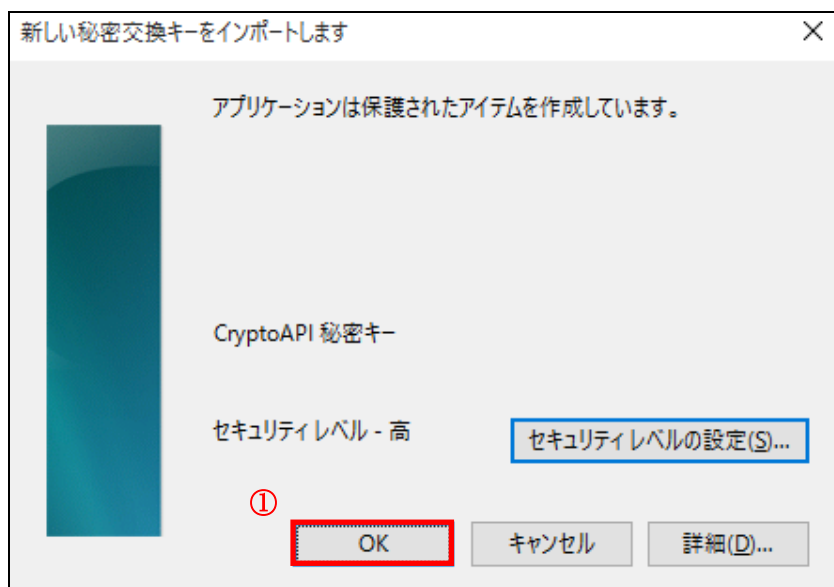 新しい秘密交換キーをインポートします
アプリケーションは保護されたアイテムを作成しています。
CryptoAPI 秘密キー
セキュリティ レベル - 高
セキュリティ レベルの設定(S)...
①
OK
キャンセル
詳細(D)...